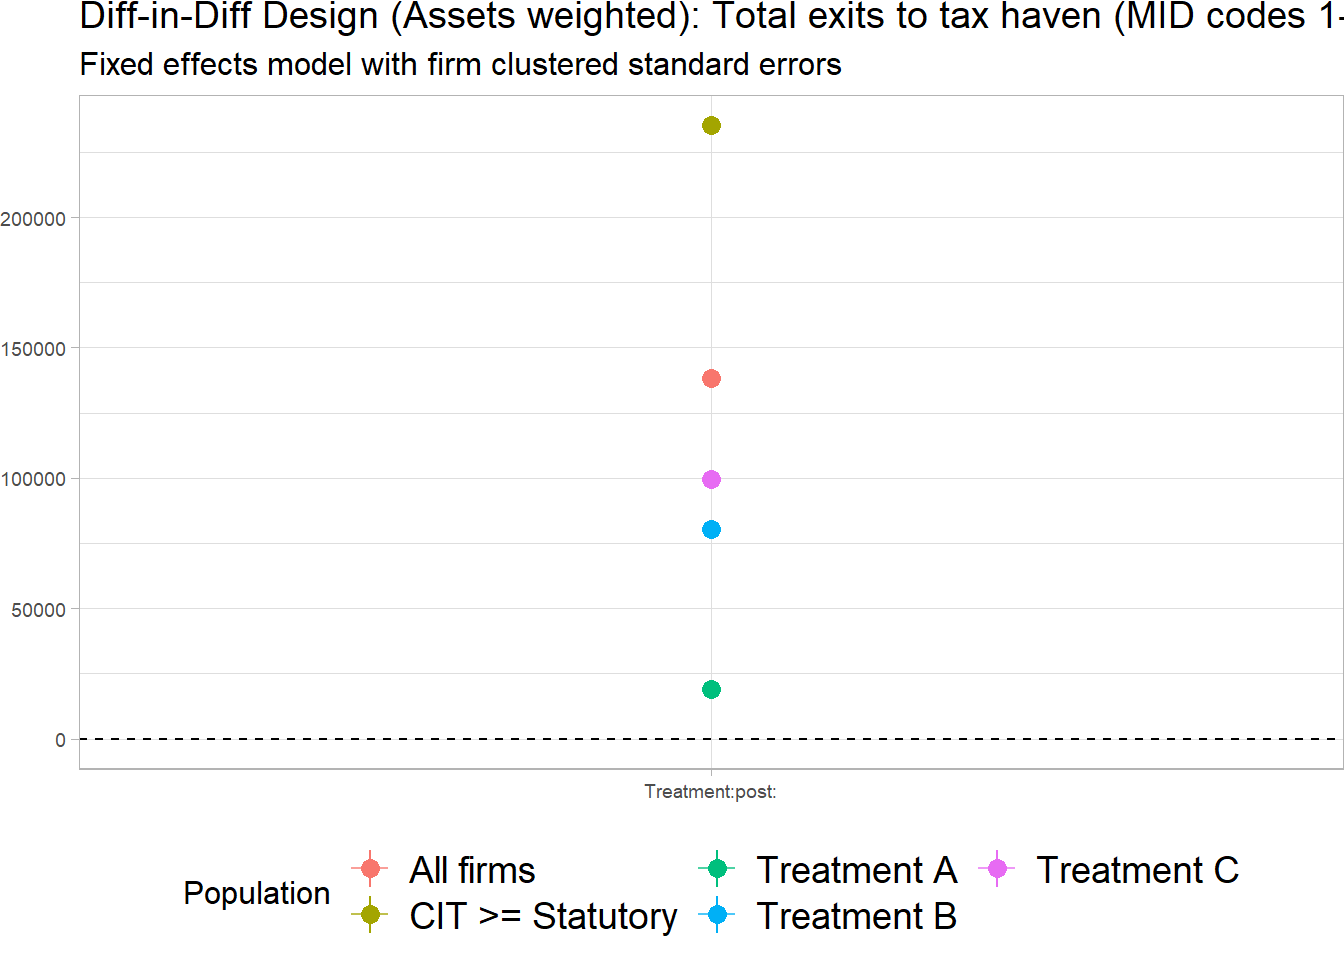 Diff-in-Diff Design (Assets weighted): Total exits to tax haven (MID codes 1-
Fixed effects model with firm clustered standard errors
200000
150000
100000
50000
0
Treatment:post:
Population
All firms
Treatment A
Treatment C
CIT >= Statutory
Treatment B